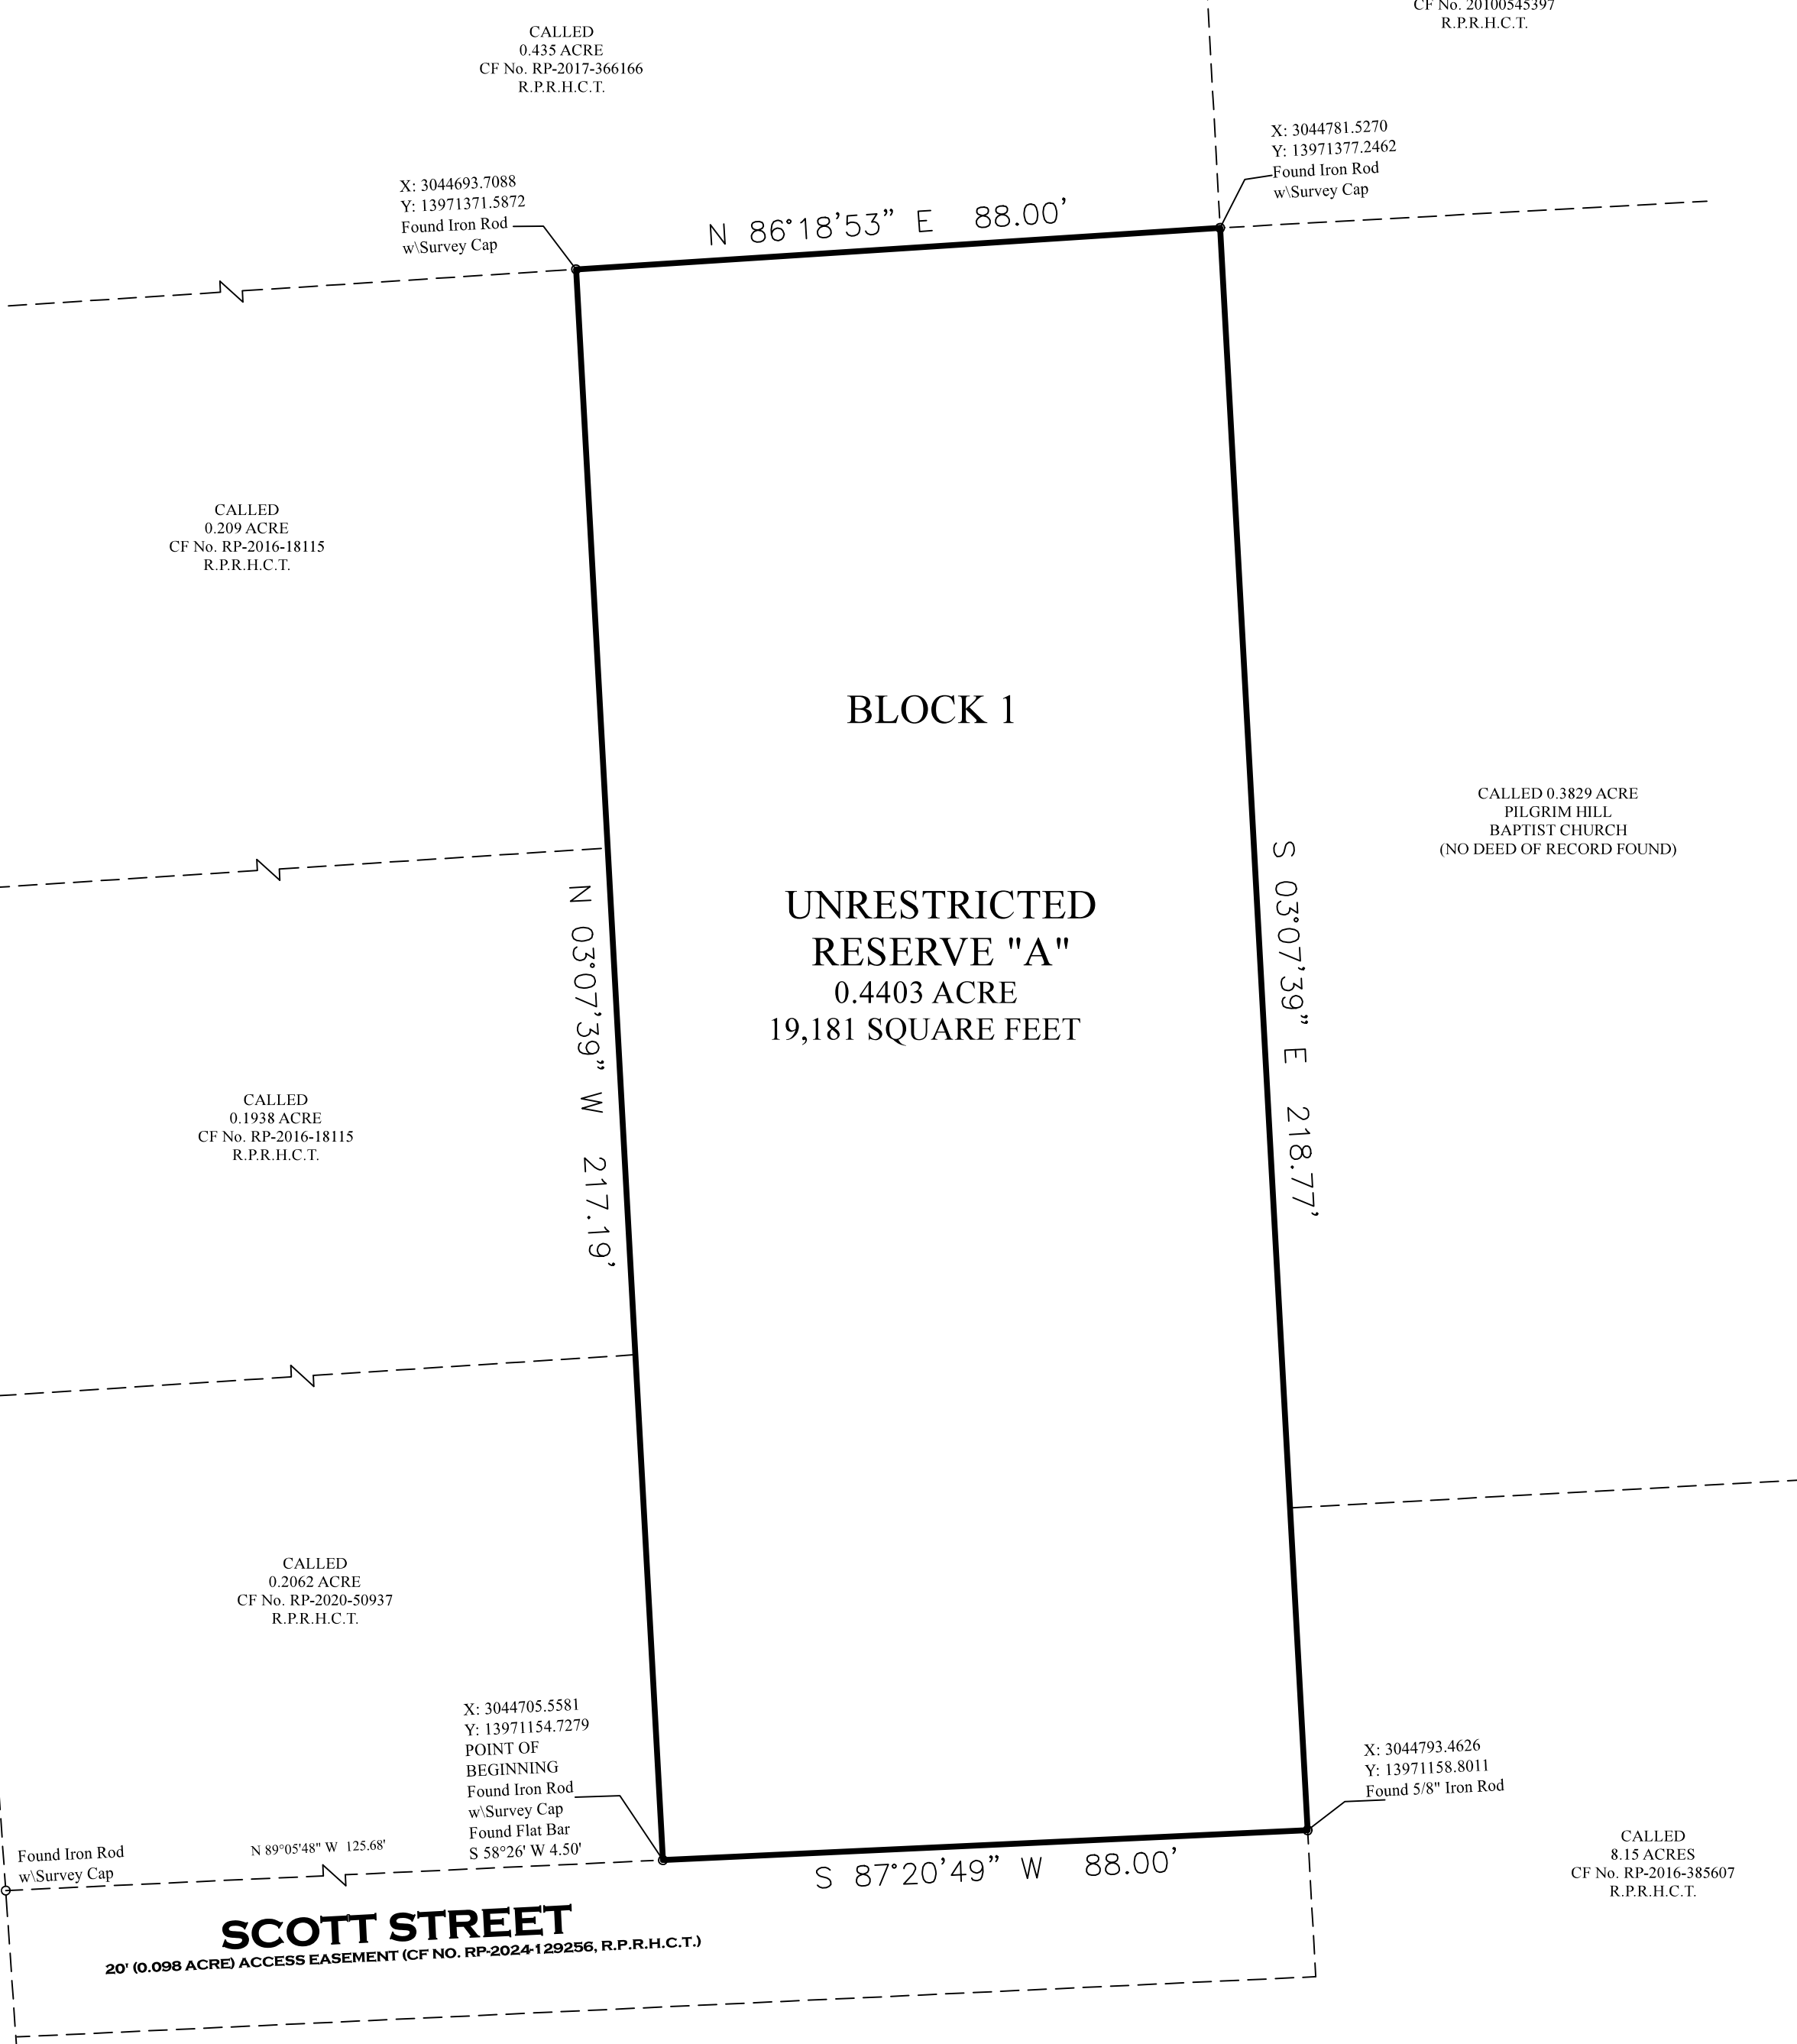 CALLED
0.435 ACRE
CF No. RP-2017-366166
R.P.R.H.C.T.
CF No. 20100545397
R.P.R.H.C.T.
X: 3044693.7088
Y: 13971371.5872
Found Iron Rod
w\Survey Cap
N 86°18'53" E 88.00'
X: 3044781.5270
Y: 13971377.2462
Found Iron Rod
w\Survey Cap
CALLED
0.209 ACRE
CF No. RP-2016-18115
R.P.R.H.C.T.
BLOCK 1
CALLED 0.3829 ACRE
PILGRIM HILL
BAPTIST CHURCH
(NO DEED OF RECORD FOUND)
UNRESTRICTED
RESERVE "A"
0.4403 ACRE
19,181 SQUARE FEET
N 03°07'39" W 217.19'
S 03°07'39" E 218.77'
CALLED
0.1938 ACRE
CF No. RP-2016-18115
R.P.R.H.C.T.
CALLED
0.2062 ACRE
CF No. RP-2020-50937
R.P.R.H.C.T.
X: 3044705.5581
Y: 13971154.7279
POINT OF
BEGINNING
Found Iron Rod
w\Survey Cap
Found Flat Bar
S 58°26' W 4.50'
X: 3044793.4626
Y: 13971158.8011
Found 5/8" Iron Rod
Found Iron Rod
w\Survey Cap
N 89°05'48" W 125.68'
S 87°20'49" W 88.00'
CALLED
8.15 ACRES
CF No. RP-2016-385607
R.P.R.H.C.T.
SCOTT STREET
20' (0.098 ACRE) ACCESS EASEMENT (CF NO. RP-2024-129256, R.P.R.H.C.T.)